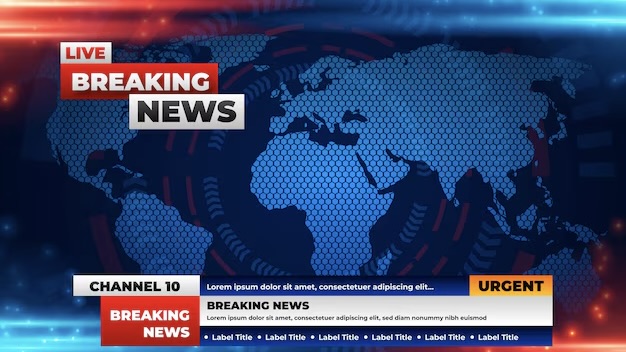 LIVE
BREAKING
NEWS
CHANNEL 10
Lorem ipsum dolor sit amet, consectetuer adipiscing elit...
URGENT
BREAKING
NEWS
BREAKING NEWS
Lorem ipsum dolor sit amet, consectetuer adipiscing elit, sed diam nonummy nibh euismod
• Label Title • Label Title • Label Title • Label Title • Label Title • Label Title